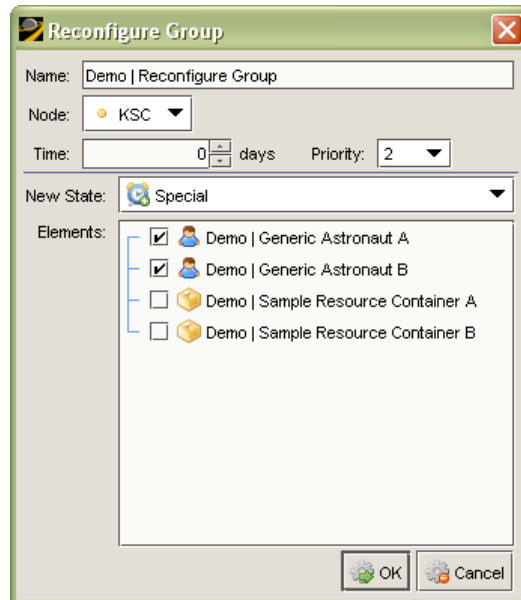 Reconfigure Group
Name: Demo | Reconfigure Group
Node: KSC
Time: 0 days Priority: 2
New State: Special
Elements: Demo | Generic Astronaut A
Demo | Generic Astronaut B
Demo | Sample Resource Container A
Demo | Sample Resource Container B
OK Cancel